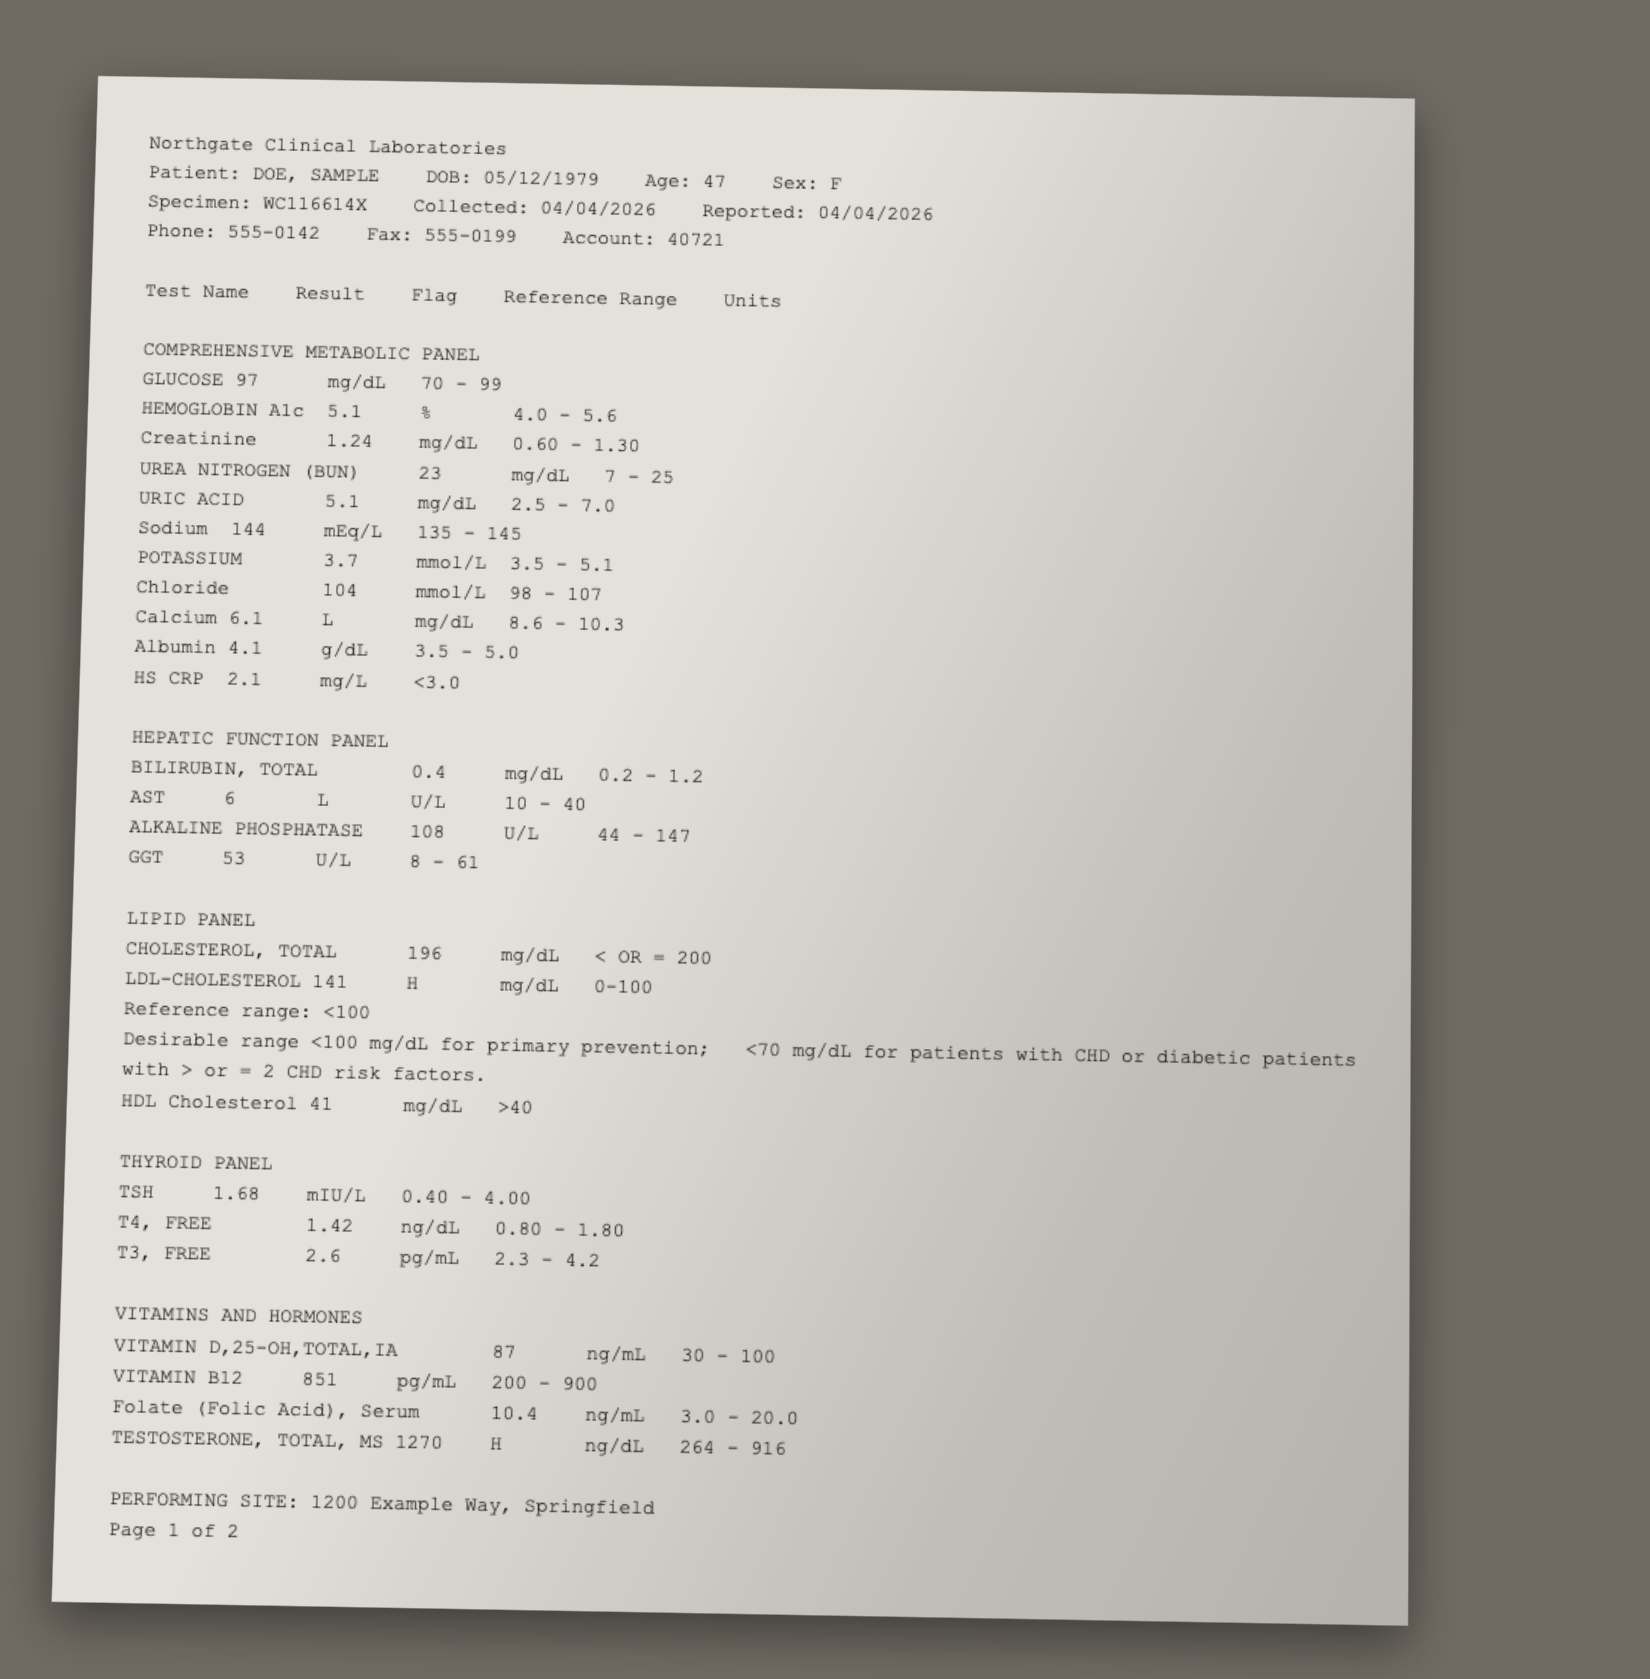 Northgate Clinical Laboratories
Patient: DOE, SAMPLE    DOB: 05/12/1979    Age: 47    Sex: F
Specimen: WC116614X    Collected: 04/04/2026    Reported: 04/04/2026
Phone: 555-0142    Fax: 555-0199    Account: 40721
Test Name    Result    Flag    Reference Range    Units
COMPREHENSIVE METABOLIC PANEL
GLUCOSE 97    mg/dL    70 - 99
HEMOGLOBIN A1c    5.1    %    4.0 - 5.6
Creatinine    1.24    mg/dL    0.60 - 1.30
UREA NITROGEN (BUN)    23    mg/dL    7 - 25
URIC ACID    5.1    mg/dL    2.5 - 7.0
Sodium    144    mEq/L    135 - 145
POTASSIUM    3.7    mmol/L    3.5 - 5.1
Chloride    104    mmol/L    98 - 107
Calcium 6.1    L    mg/dL    8.6 - 10.3
Albumin 4.1    g/dL    3.5 - 5.0
HS CRP    2.1    mg/L    <3.0
HEPATIC FUNCTION PANEL
BILIRUBIN, TOTAL    0.4    mg/dL    0.2 - 1.2
AST    6    L    U/L    10 - 40
ALKALINE PHOSPHATASE    108    U/L    44 - 147
GGT    53    U/L    8 - 61
LIPID PANEL
CHOLESTEROL, TOTAL    196    mg/dL    < OR = 200
LDL-CHOLESTEROL 141    H    mg/dL    0-100
Reference range: <100
Desirable range <100 mg/dL for primary prevention;    <70 mg/dL for patients with CHD or diabetic patients
with > or = 2 CHD risk factors.
HDL Cholesterol 41    mg/dL    >40
THYROID PANEL
TSH    1.68    mIU/L    0.40 - 4.00
T4, FREE    1.42    ng/dL    0.80 - 1.80
T3, FREE    2.6    pg/mL    2.3 - 4.2
VITAMINS AND HORMONES
VITAMIN D,25-OH,TOTAL,IA    87    ng/mL    30 - 100
VITAMIN B12    851    pg/mL    200 - 900
Folate (Folic Acid), Serum    10.4    ng/mL    3.0 - 20.0
TESTOSTERONE, TOTAL, MS 1270    H    ng/dL    264 - 916
PERFORMING SITE: 1200 Example Way, Springfield
Page 1 of 2